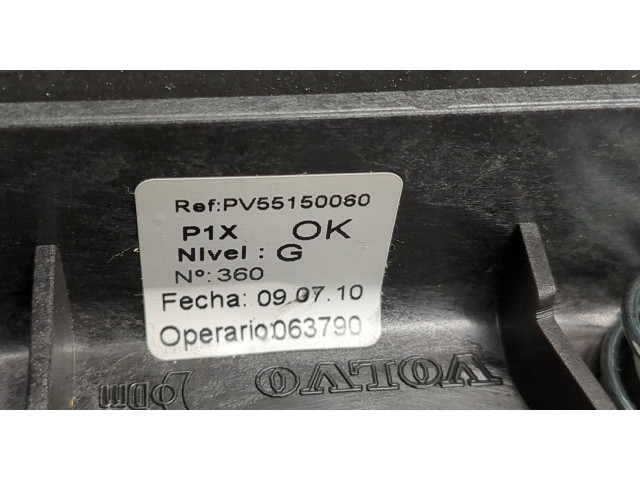 Ref:PV55150060
P1X OK
Nivel : G
Nº: 360
Fecha: 09.07.10
Operario:063790
VOLVO